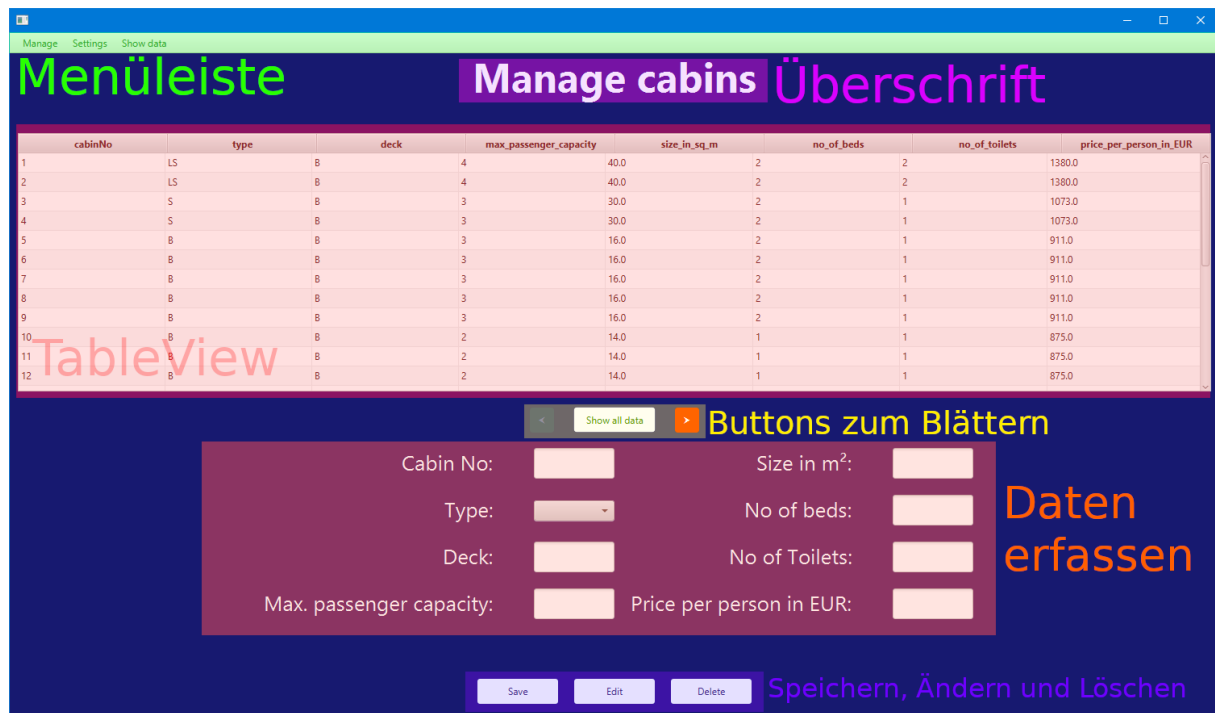 Manage Settings Show data
Menüleiste
Manage cabins Überschrift
cabinNo type deck max_passenger_capacity size_in_sq_m no_of_beds no_of_toilets price_per_person_in_EUR
1 LS B 4 40.0 2 2 1380.0
2 LS B 4 40.0 2 2 1380.0
3 S B 3 30.0 2 1 1073.0
4 S B 3 30.0 2 1 1073.0
5 B B 3 16.0 2 1 911.0
6 B B 3 16.0 2 1 911.0
7 B B 3 16.0 2 1 911.0
8 B B 3 16.0 2 1 911.0
9 B B 3 16.0 2 1 911.0
10 B B 2 14.0 1 1 875.0
11 B B 2 14.0 1 1 875.0
12 B B 2 14.0 1 1 875.0
TableView
< Show all data > Buttons zum Blättern
Cabin No: Size in m²:
Type: No of beds:
Deck: No of Toilets:
Max. passenger capacity: Price per person in EUR:
Daten
erfassen
Save Edit Delete Speichern, Ändern und Löschen